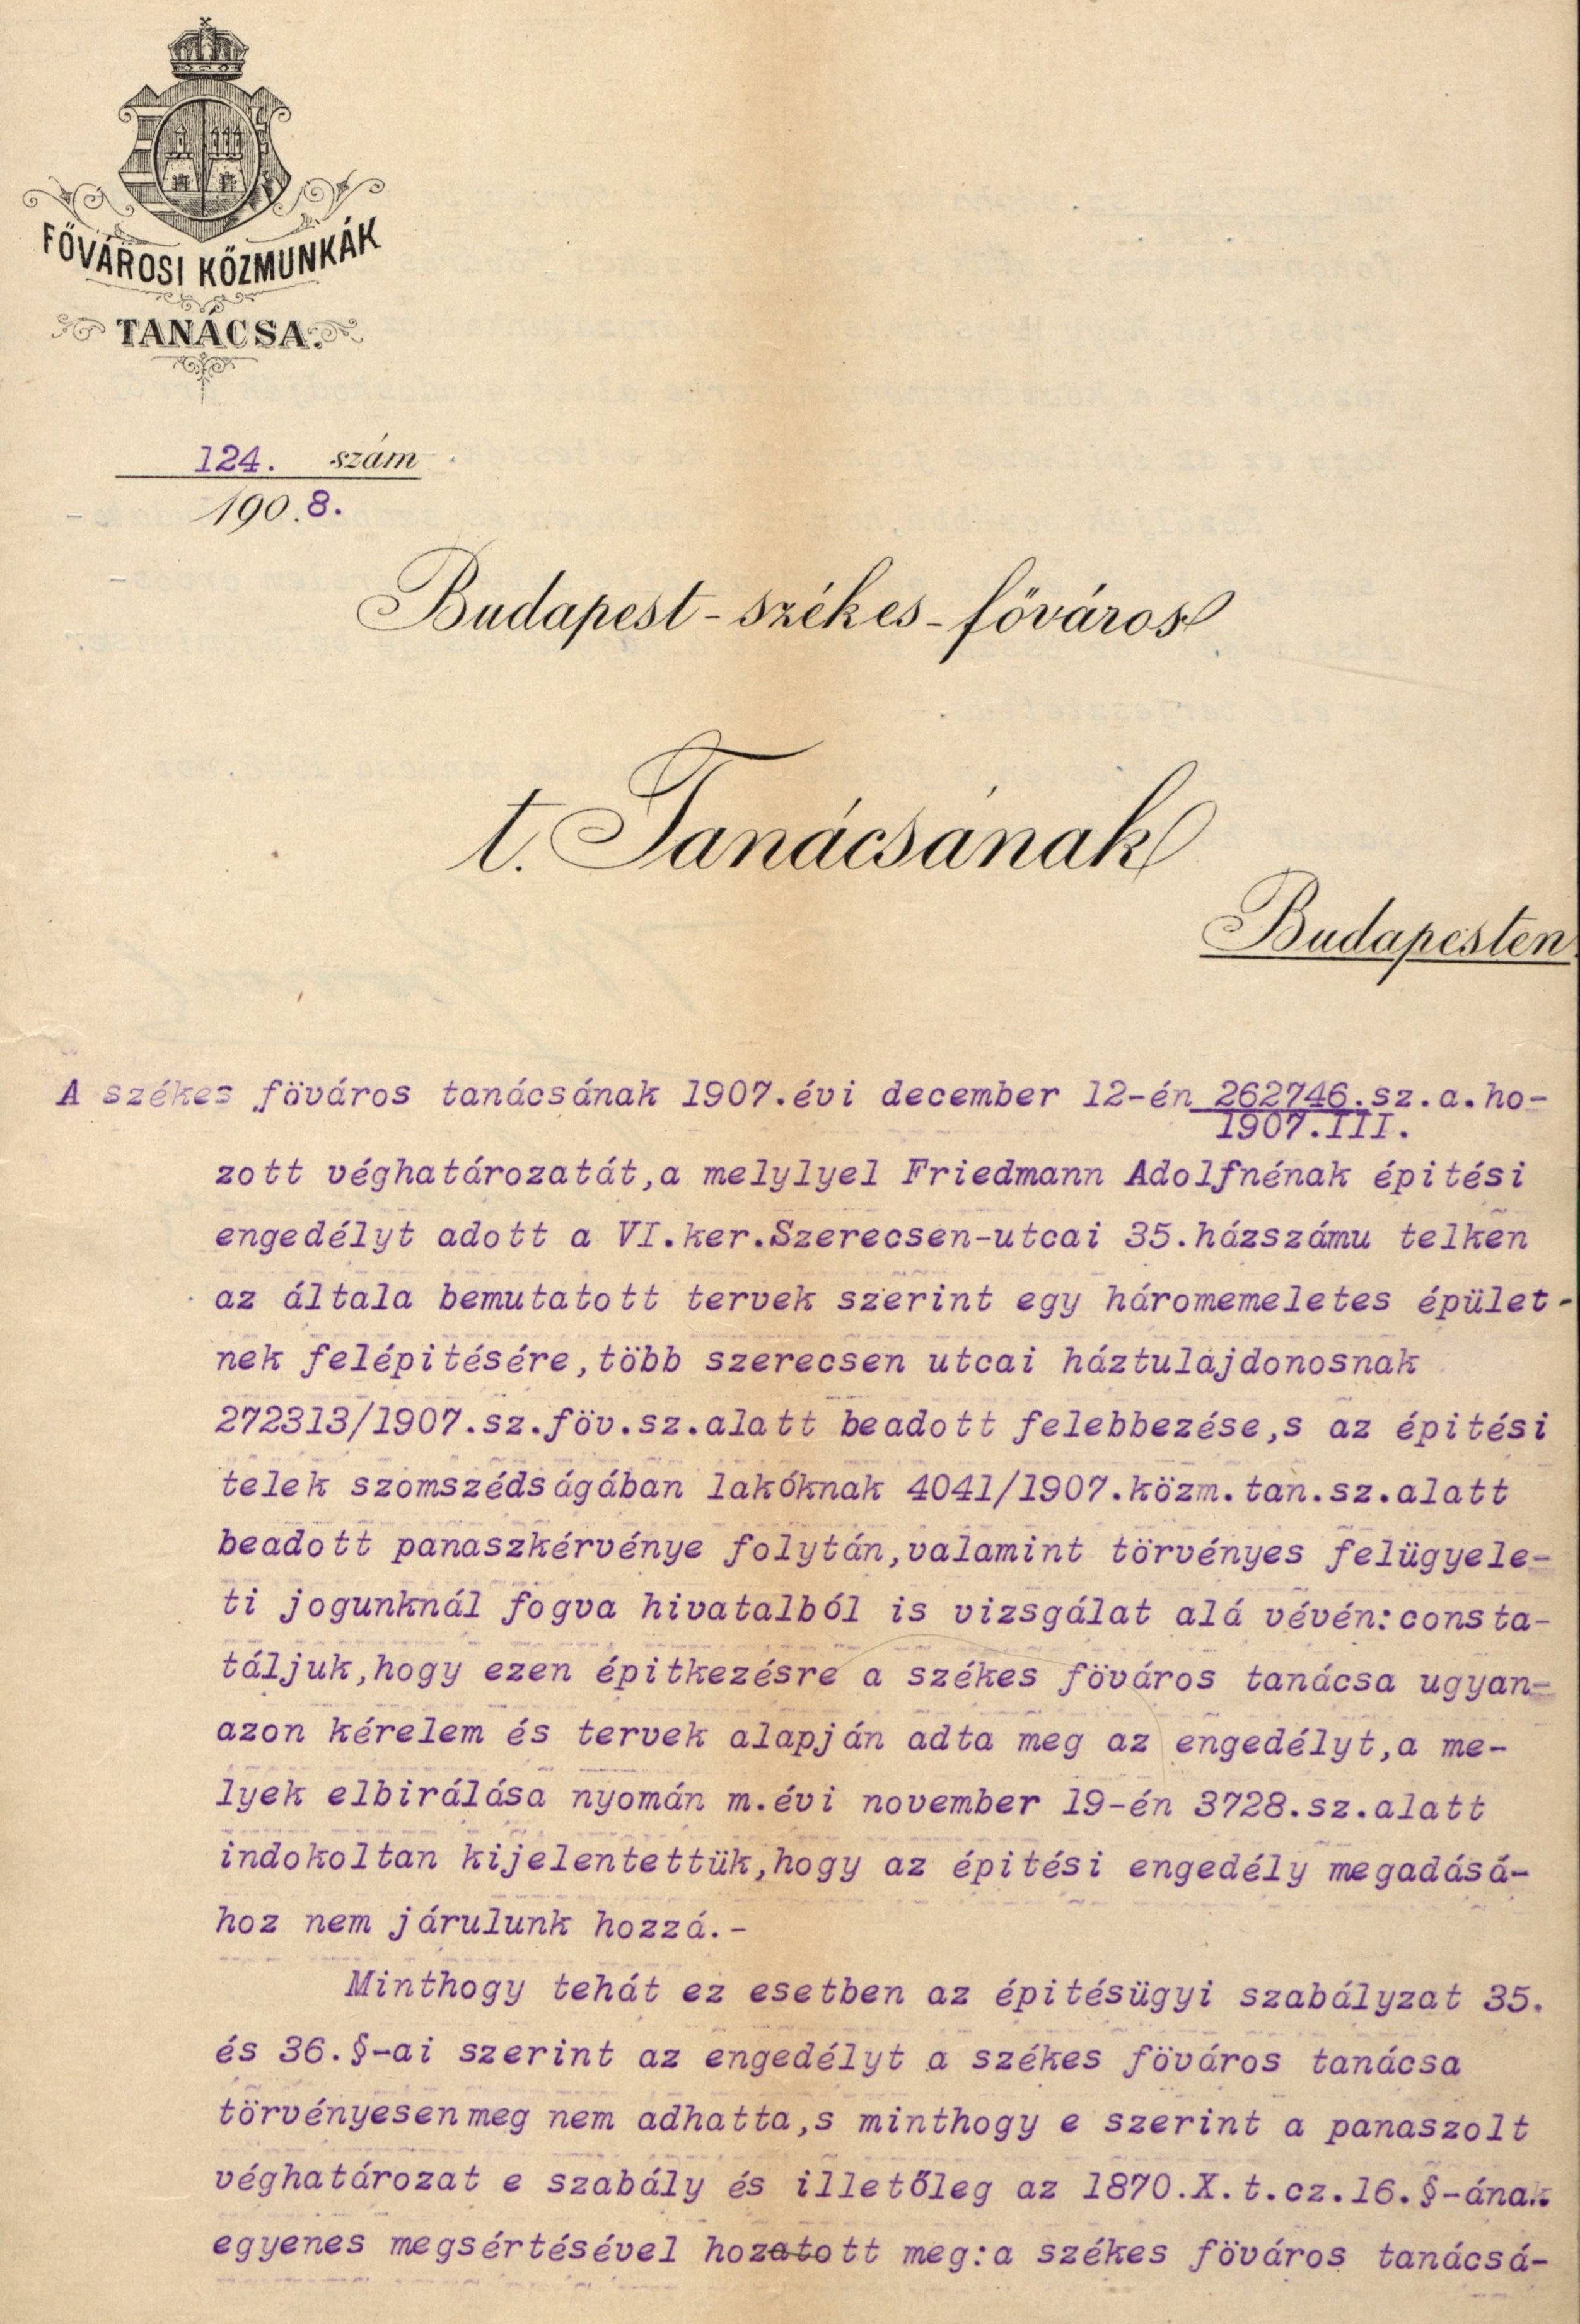 FŐVÁROSI KÖZMUNKÁK
TANÁCSA.
124. szám
190.8.
Budapest-székes-főváros
t. Tanácsának
Budapesten.
A székes föváros tanácsának 1907.évi december 12-én 262746.sz.a.ho-
1907.III.
zott véghatározatát,a melylyel Friedmann Adolfnénak épitési
engedélyt adott a VI.ker.Szerecsen-utcai 35.házszámu telken
az általa bemutatott tervek szerint egy háromemeletes épület-
nek felépitésére,több szerecsen utcai háztulajdonosnak
272313/1907.sz.föv.sz.alatt beadott felebbezése,s az épitési
telek szomszédságában lakóknak 4041/1907.közm.tan.sz.alatt
beadott panaszkérvénye folytán,valamint törvényes felügyele-
ti jogunknál fogva hivatalból is vizsgálat alá vévén:consta-
táljuk,hogy ezen épitkezésre a székes föváros tanácsa ugyan-
azon kérelem és tervek alapján adta meg az engedélyt,a me-
lyek elbirálása nyomán m.évi november 19-én 3728.sz.alatt
indokoltan kijelentettük,hogy az épitési engedély megadásá-
hoz nem járulunk hozzá.-
Minthogy tehát ez esetben az épitésügyi szabályzat 35.
és 36.§-ai szerint az engedélyt a székes föváros tanácsa
törvényesen meg nem adhatta,s minthogy e szerint a panaszolt
véghatározat e szabály és illetőleg az 1870.X.t.cz.16.§-ának
egyenes megsértésével hozatott meg:a székes föváros tanácsá-